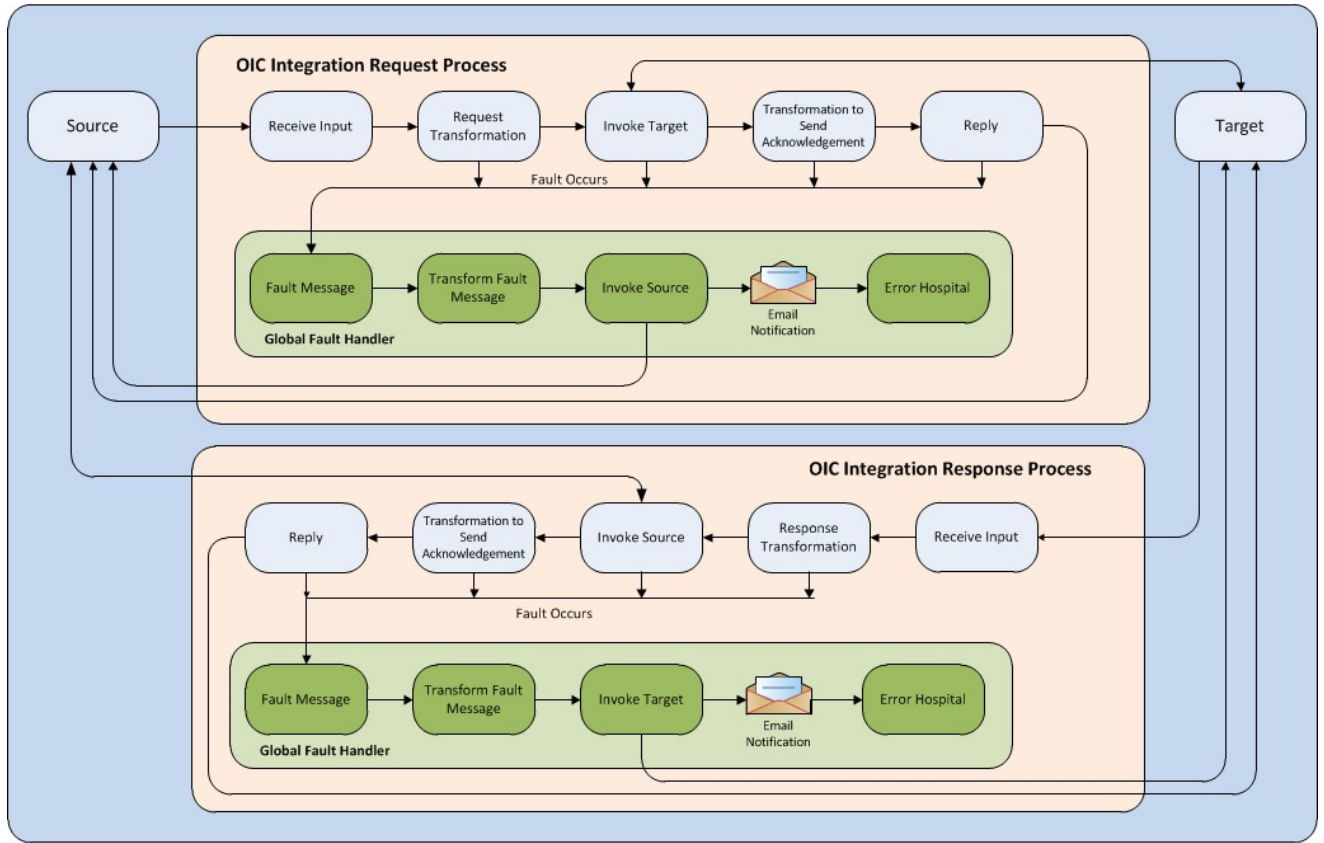 OIC Integration Request Process
Source
Receive Input
Request
Transformation
Invoke Target
Transformation to
Send
Acknowledgement
Reply
Target
Fault Occurs
Fault Message
Transform Fault
Message
Invoke Source
Email
Notification
Error Hospital
Global Fault Handler
OIC Integration Response Process
Reply
Transformation to
Send
Acknowledgement
Invoke Source
Response
Transformation
Receive Input
Fault Occurs
Fault Message
Transform Fault
Message
Invoke Target
Email
Notification
Error Hospital
Global Fault Handler